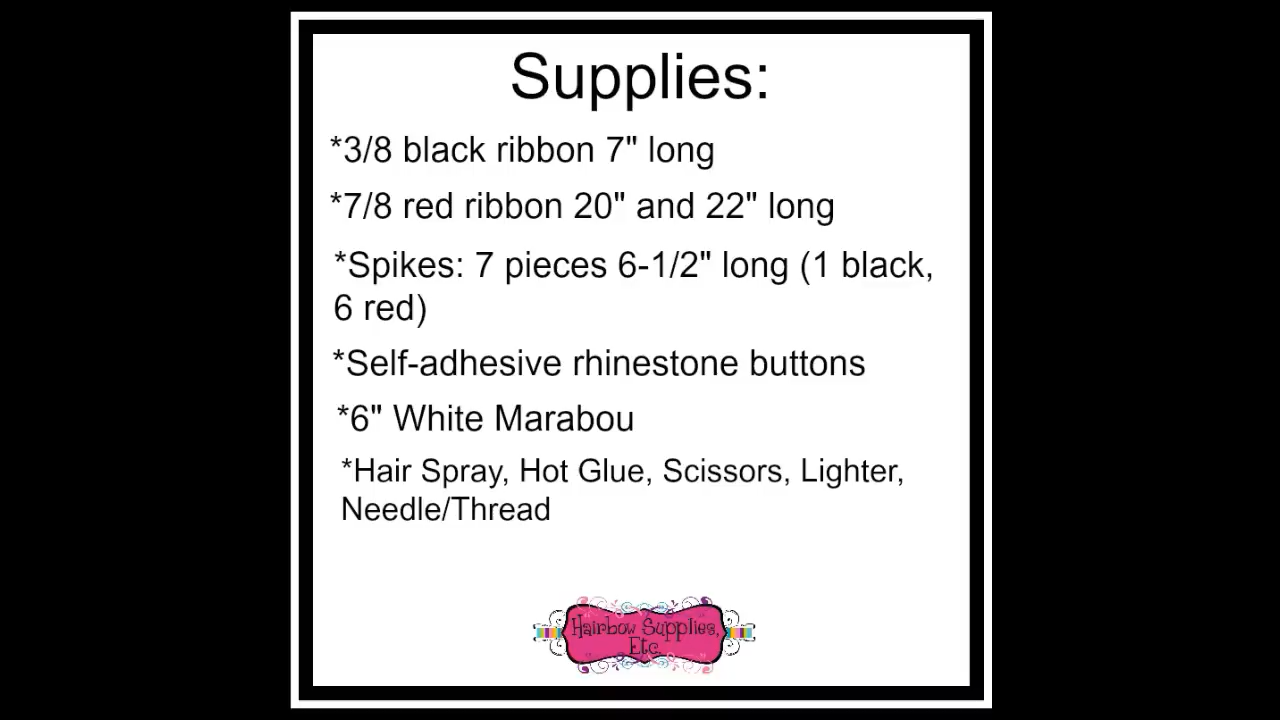 Supplies:
*3/8 black ribbon 7" long
*7/8 red ribbon 20" and 22" long
*Spikes: 7 pieces 6-1/2" long (1 black,
6 red)
*Self-adhesive rhinestone buttons
*6" White Marabou
*Hair Spray, Hot Glue, Scissors, Lighter,
Needle/Thread
Hairbow Supplies,
Etc.